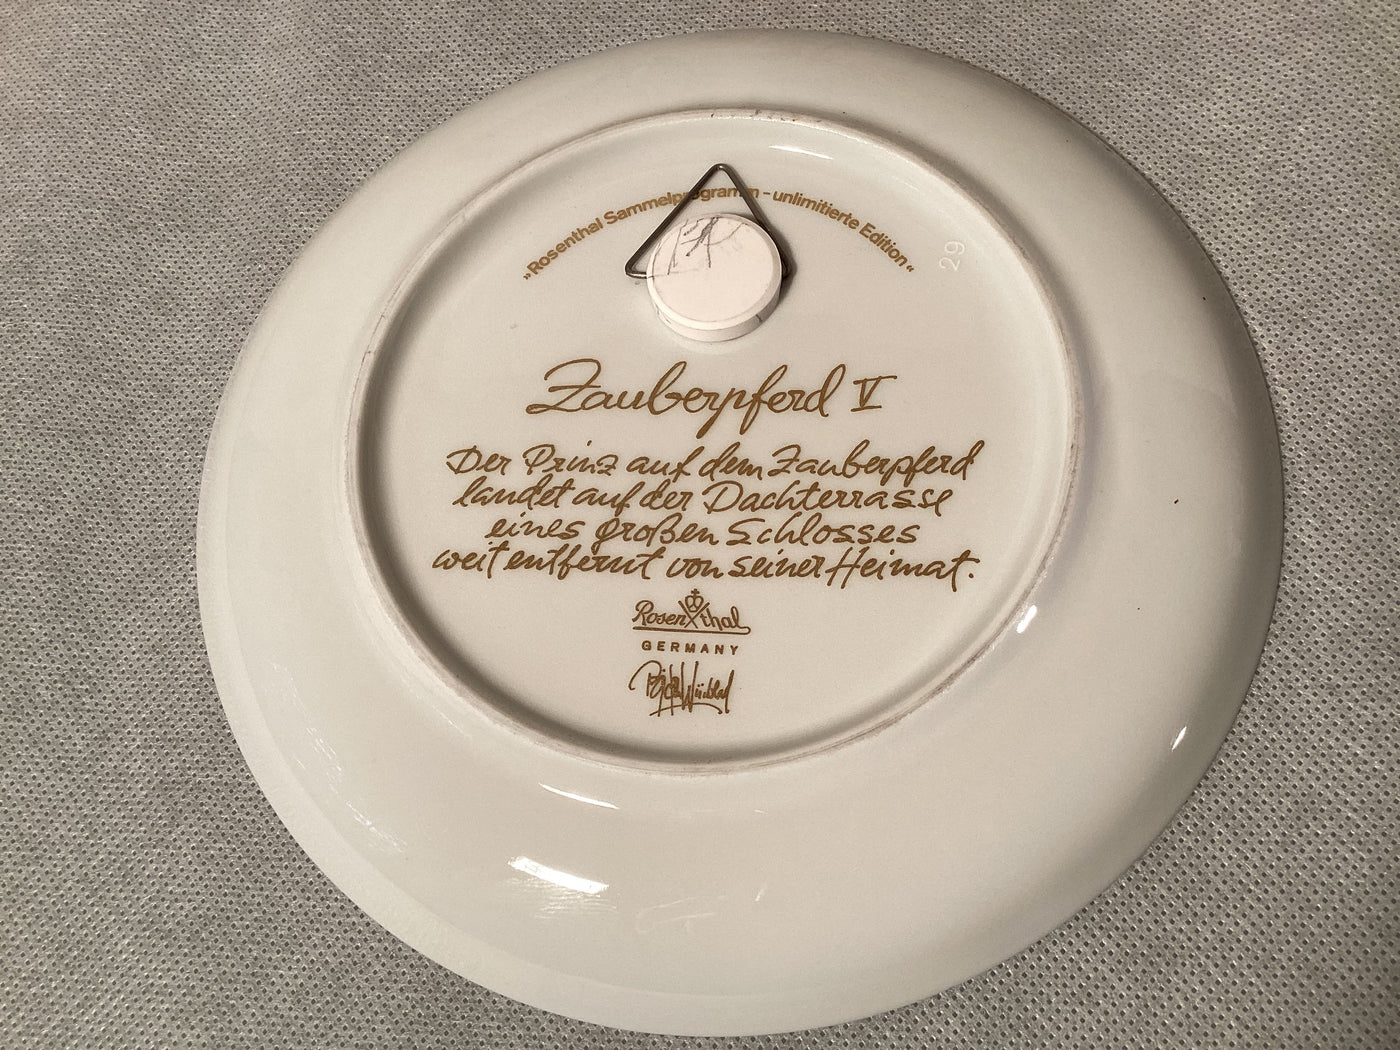 „Rosenthal Sammelprogramm - unlimitierte Edition“
29
Zauberpferd V
Der Prinz auf dem Zauberpferd
landet auf der Dachterrasse
eines großen Schlosses
weit entfernt von seiner Heimat.
Rosenthal
GERMANY